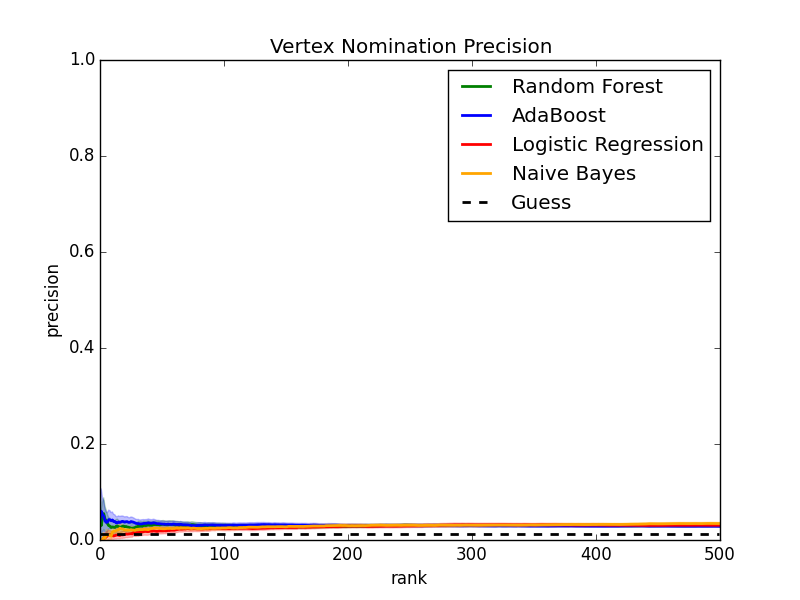 Vertex Nomination Precision
1.0
0.8
0.6
0.4
0.2
0.0
precision
Random Forest
AdaBoost
Logistic Regression
Naive Bayes
Guess
0 100 200 300 400 500
rank